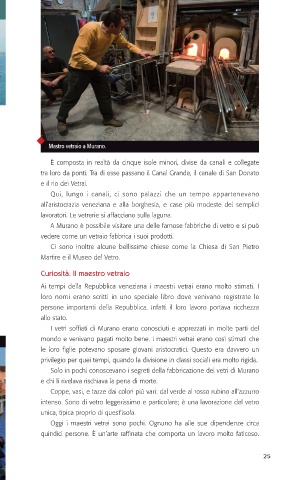 Mastro vetraio a Murano.
È composta in realtà da cinque isole minori, divise da canali e collegate
tra loro da ponti. Tra di esse passano il Canal Grande, il canale di San Donato
e il rio dei Vetrai.
Qui, lungo i canali, ci sono palazzi che un tempo appartenevano
all'aristocrazia veneziana e alla borghesia, e case più modeste dei semplici
lavoratori. Le vetrerie si affacciano sulla laguna.
A Murano è possibile visitare una delle famose fabbriche di vetro e si può
vedere come un vetraio fabbrica i suoi prodotti.
Ci sono inoltre alcune bellissime chiese come la Chiesa di San Pietro
Martire e il Museo del Vetro.
Curiosità. Il maestro vetraio
Ai tempi della Repubblica veneziana i maestri vetrai erano molto stimati. I
loro nomi erano scritti in uno speciale libro dove venivano registrate le
persone importanti della Repubblica. Infatti il loro lavoro portava ricchezza
allo stato.
I vetri soffiati di Murano erano conosciuti e apprezzati in molte parti del
mondo e venivano pagati molto bene. I maestri vetrai erano così stimati che
le loro figlie potevano sposare giovani aristocratici. Questo era davvero un
privilegio per quei tempi, quando la divisione in classi sociali era molto rigida.
Solo in pochi conoscevano i segreti della fabbricazione dei vetri di Murano
e chi li rivelava rischiava la pena di morte.
Coppe, vasi, e tazze dai colori più vari: dal verde al rosso rubino all'azzurro
intenso. Sono di vetro leggerissimo e particolare; è una lavorazione del vetro
unica, tipica proprio di quest'isola.
Oggi i maestri vetrai sono pochi. Ognuno ha alle sue dipendenze circa
quindici persone. È un'arte raffinata che comporta un lavoro molto faticoso.
25